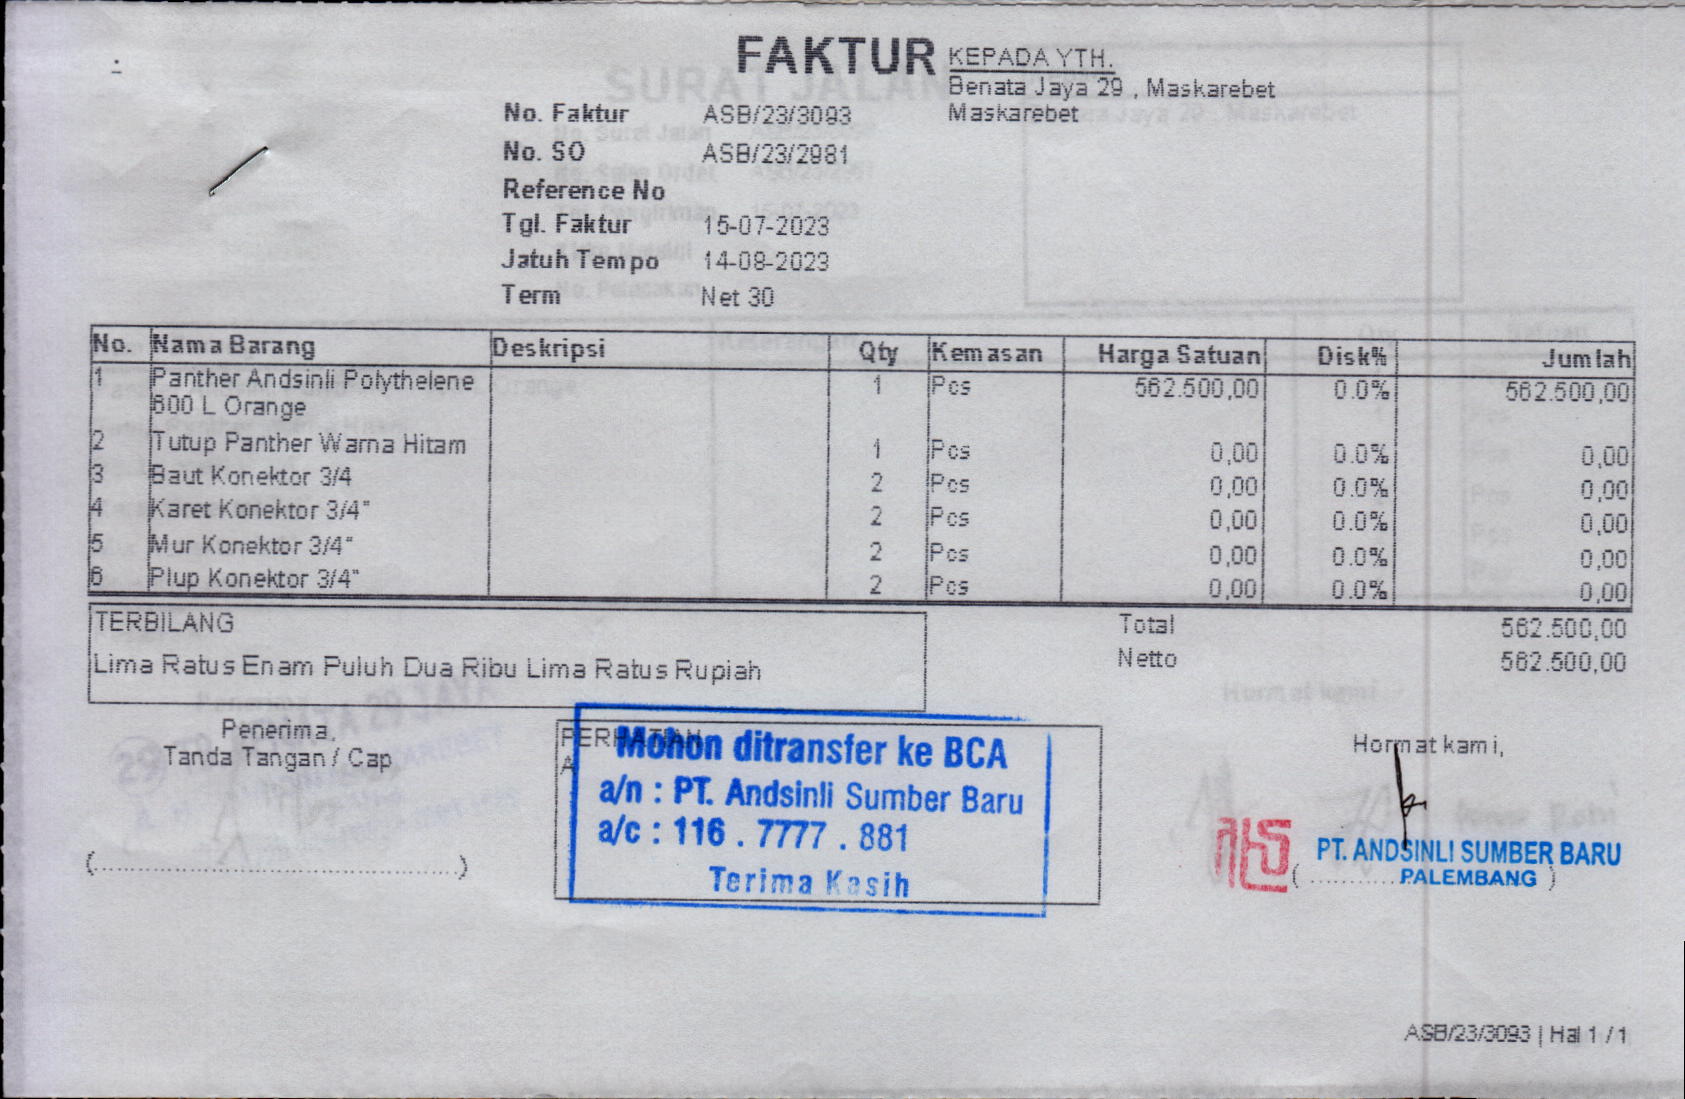 FAKTUR
KEPADA YTH.
Benata Jaya 29 , Maskarebet
Maskarebet
No. Faktur ASB/23/3093
No. SO ASB/23/2981
Reference No
Tgl. Faktur 15-07-2023
Jatuh Tempo 14-08-2023
Term Net 30
No. Nama Barang Deskripsi Qty Kemasan Harga Satuan Disk% Jumlah
1 Panther Andsinli Polythelene 1 Pcs 562.500,00 0.0% 562.500,00
600 L Orange
2 Tutup Panther Warna Hitam 1 Pcs 0,00 0.0% 0,00
3 Baut Konektor 3/4 2 Pcs 0,00 0.0% 0,00
4 Karet Konektor 3/4" 2 Pcs 0,00 0.0% 0,00
5 Mur Konektor 3/4" 2 Pcs 0,00 0.0% 0,00
6 Plup Konektor 3/4" 2 Pcs 0,00 0.0% 0,00
TERBILANG
Lima Ratus Enam Puluh Dua Ribu Lima Ratus Rupiah
Total 562.500,00
Netto 562.500,00
Penerima,
Tanda Tangan / Cap
(..........................................................)
PERHATIAN
Mohon ditransfer ke BCA
a/n : PT. Andsinli Sumber Baru
a/c : 116 . 7777 . 881
Terima Kasih
Hormat kami,
PT. ANDSINLI SUMBER BARU
PALEMBANG
ASB/23/3093 | Hal 1 / 1